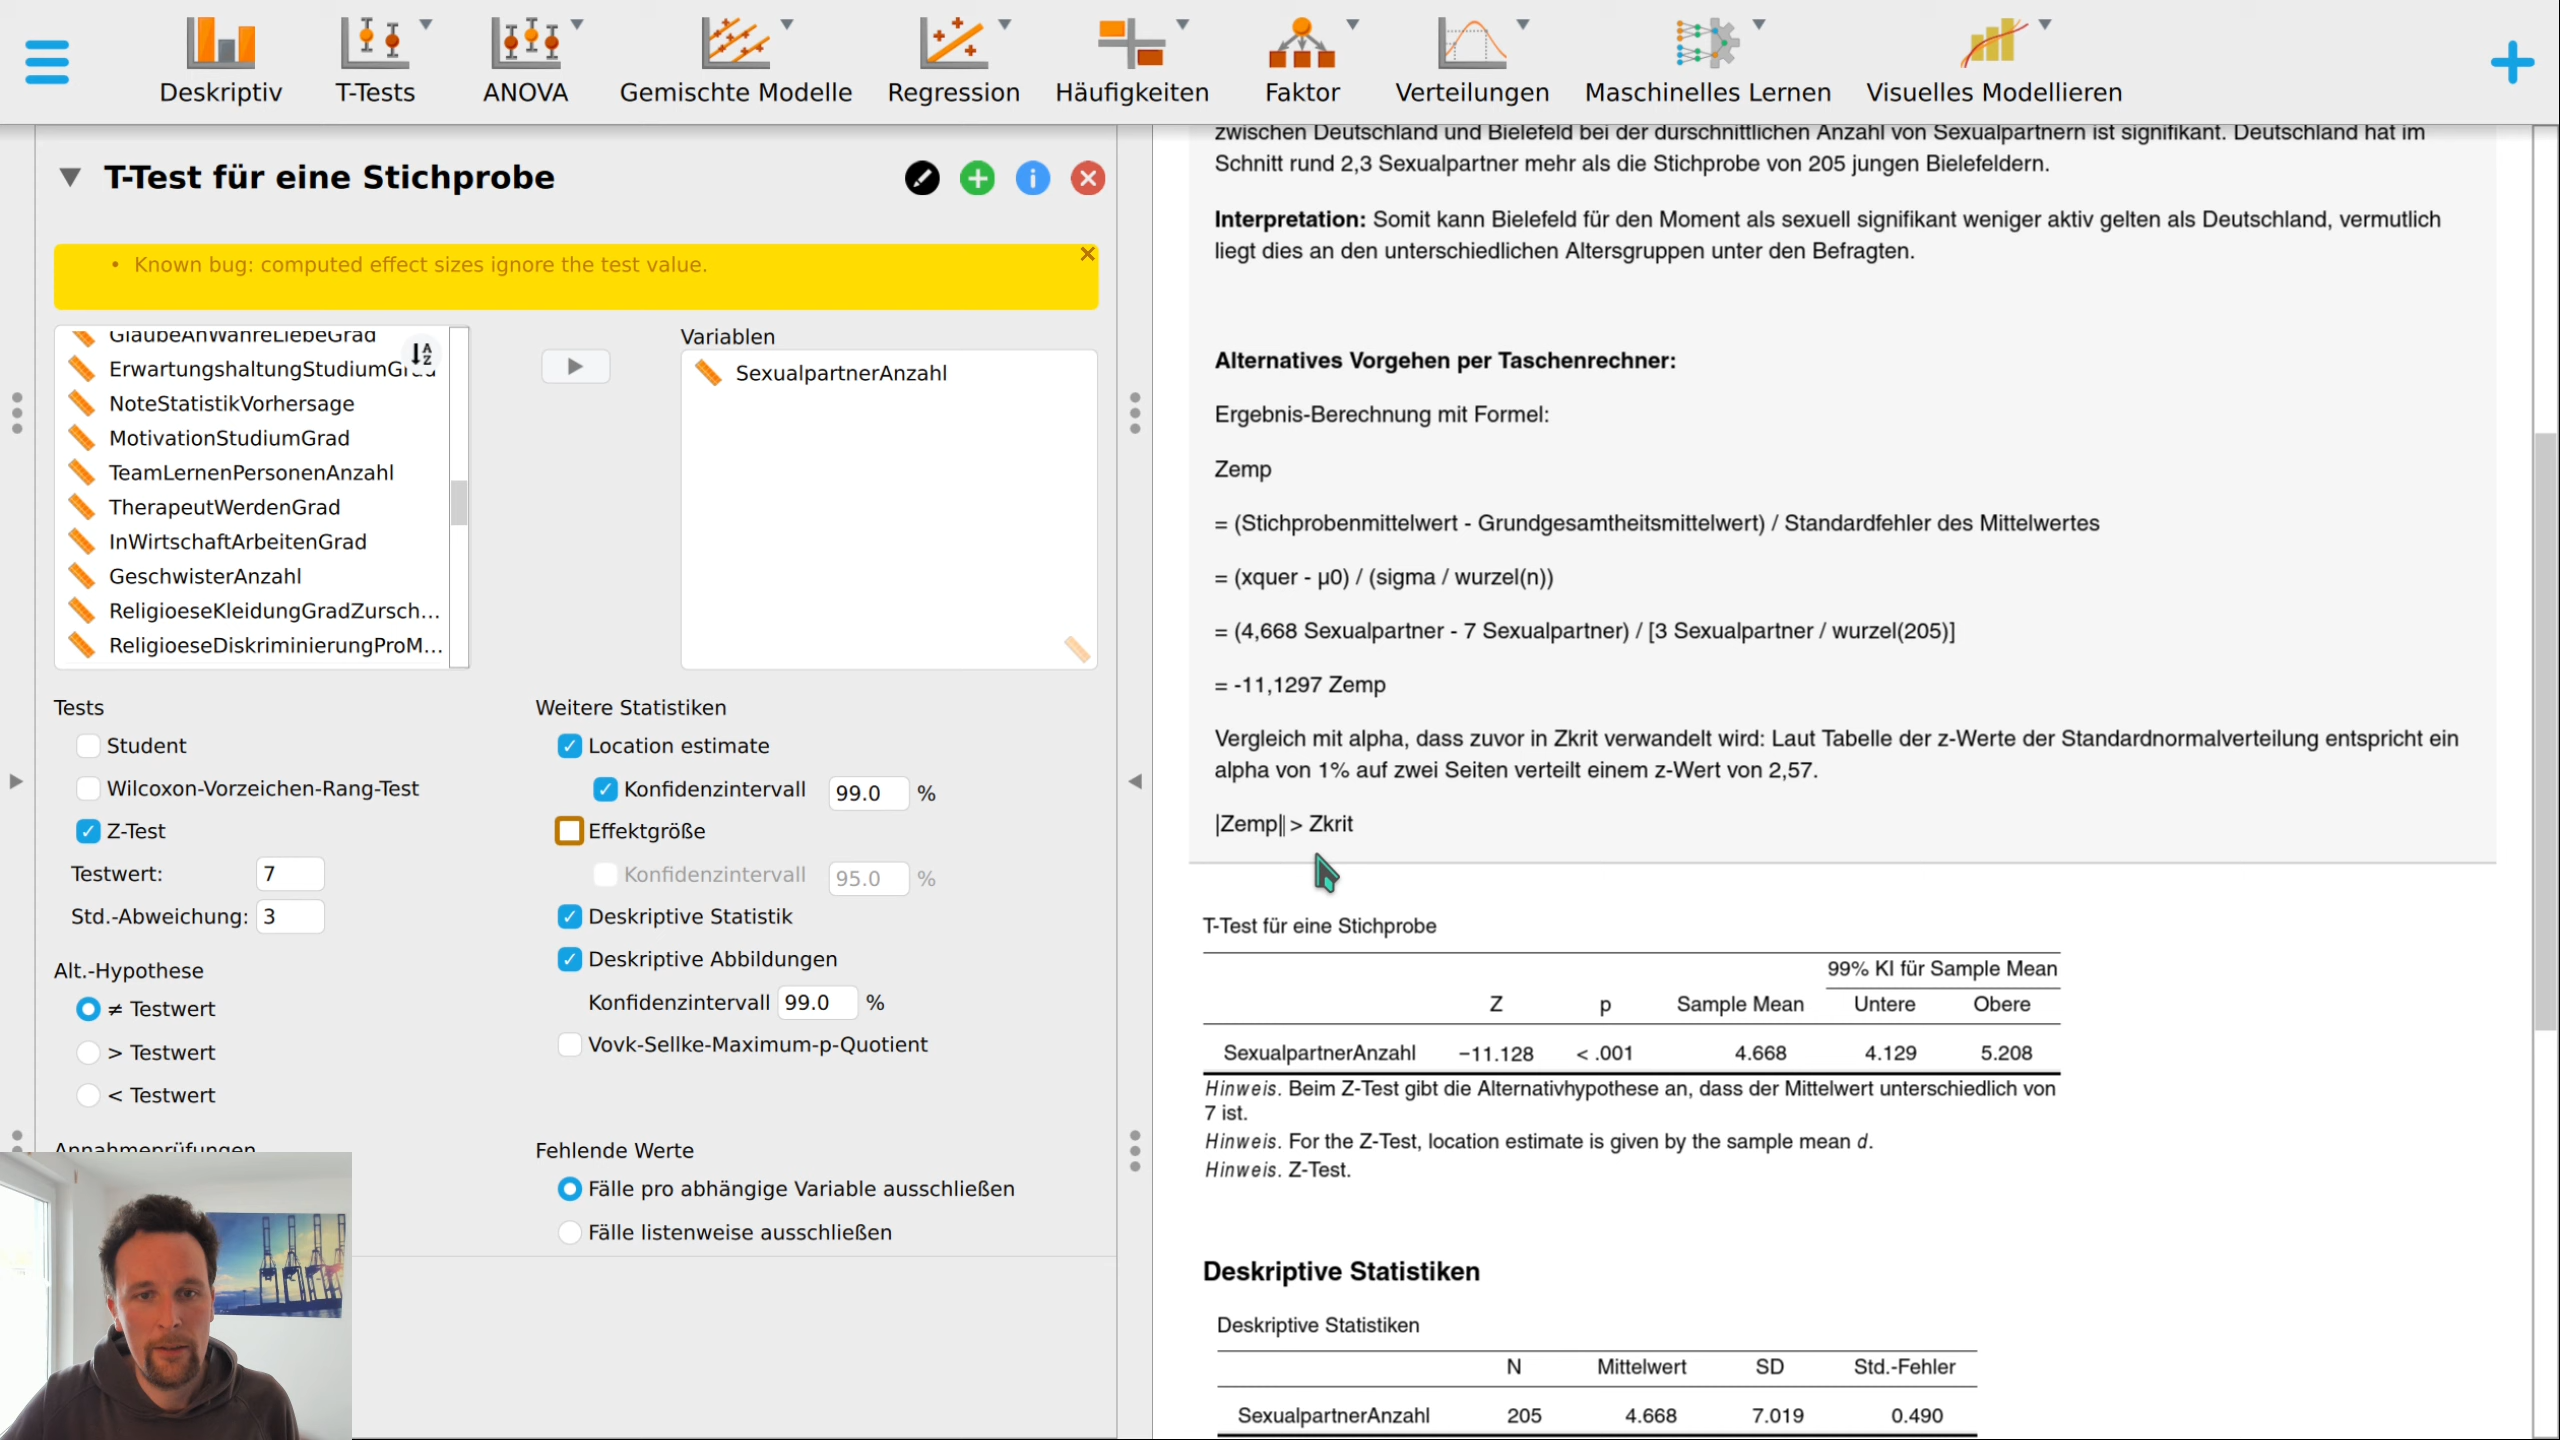 Deskriptiv
T-Tests
ANOVA
Gemischte Modelle
Regression
Häufigkeiten
Faktor
Verteilungen
Maschinelles Lernen
Visuelles Modellieren
T-Test für eine Stichprobe
• Known bug: computed effect sizes ignore the test value.
GlaubeAnWahreLiebeGrad
ErwartungshaltungStudiumGrad
NoteStatistikVorhersage
MotivationStudiumGrad
TeamLernenPersonenAnzahl
TherapeutWerdenGrad
InWirtschaftArbeitenGrad
GeschwisterAnzahl
ReligioeseKleidungGradZursch...
ReligioeseDiskriminierungProM...
Variablen
SexualpartnerAnzahl
Tests
Student
Wilcoxon-Vorzeichen-Rang-Test
Z-Test
Testwert: 7
Std.-Abweichung: 3
Alt.-Hypothese
≠ Testwert
> Testwert
< Testwert
Annahmeprüfungen
Weitere Statistiken
Location estimate
Konfidenzintervall 99.0 %
Effektgröße
Konfidenzintervall 95.0 %
Deskriptive Statistik
Deskriptive Abbildungen
Konfidenzintervall 99.0 %
Vovk-Sellke-Maximum-p-Quotient
Fehlende Werte
Fälle pro abhängige Variable ausschließen
Fälle listenweise ausschließen
zwischen Deutschland und Bielefeld bei der durschnittlichen Anzahl von Sexualpartnern ist signifikant. Deutschland hat im
Schnitt rund 2,3 Sexualpartner mehr als die Stichprobe von 205 jungen Bielefeldern.
Interpretation: Somit kann Bielefeld für den Moment als sexuell signifikant weniger aktiv gelten als Deutschland, vermutlich
liegt dies an den unterschiedlichen Altersgruppen unter den Befragten.
Alternatives Vorgehen per Taschenrechner:
Ergebnis-Berechnung mit Formel:
Zemp
= (Stichprobenmittelwert - Grundgesamtheitsmittelwert) / Standardfehler des Mittelwertes
= (xquer - µ0) / (sigma / wurzel(n))
= (4,668 Sexualpartner - 7 Sexualpartner) / [3 Sexualpartner / wurzel(205)]
= -11,1297 Zemp
Vergleich mit alpha, dass zuvor in Zkrit verwandelt wird: Laut Tabelle der z-Werte der Standardnormalverteilung entspricht ein
alpha von 1% auf zwei Seiten verteilt einem z-Wert von 2,57.
|Zemp| > Zkrit
T-Test für eine Stichprobe
99% KI für Sample Mean
Z p Sample Mean Untere Obere
SexualpartnerAnzahl −11.128 < .001 4.668 4.129 5.208
Hinweis. Beim Z-Test gibt die Alternativhypothese an, dass der Mittelwert unterschiedlich von
7 ist.
Hinweis. For the Z-Test, location estimate is given by the sample mean d.
Hinweis. Z-Test.
Deskriptive Statistiken
Deskriptive Statistiken
N Mittelwert SD Std.-Fehler
SexualpartnerAnzahl 205 4.668 7.019 0.490